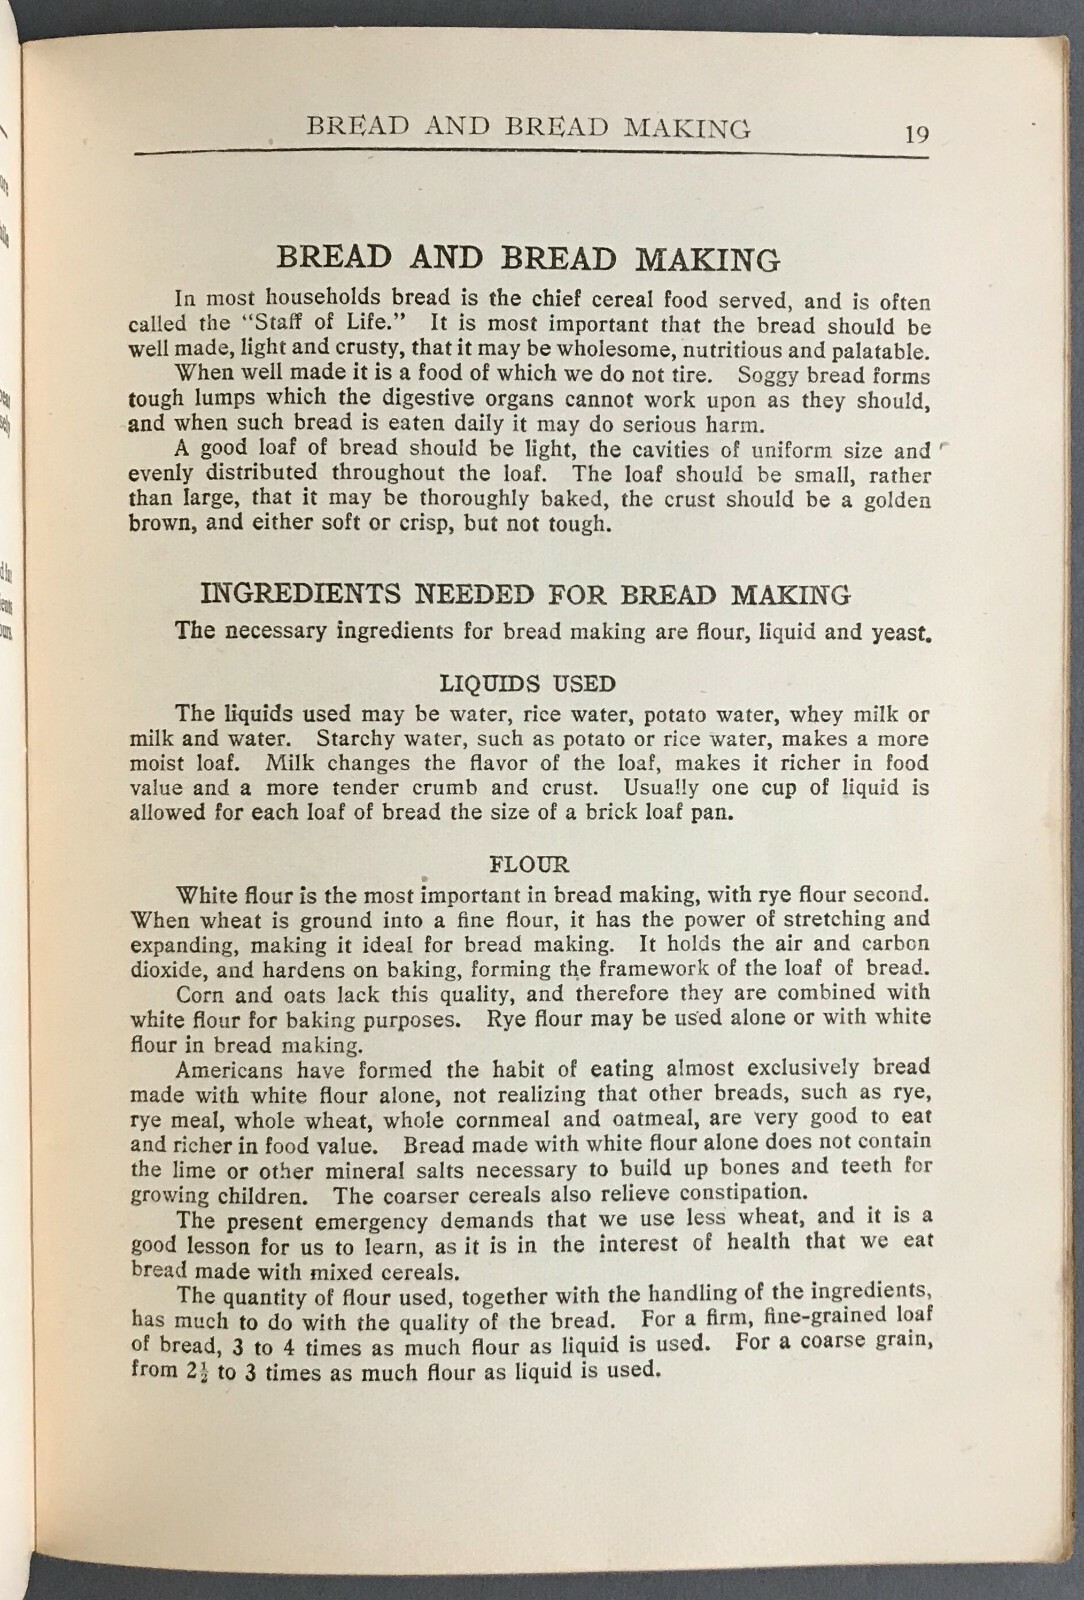 BREAD AND BREAD MAKING 19
BREAD AND BREAD MAKING
In most households bread is the chief cereal food served, and is often
called the "Staff of Life." It is most important that the bread should be
well made, light and crusty, that it may be wholesome, nutritious and palatable.
When well made it is a food of which we do not tire. Soggy bread forms
tough lumps which the digestive organs cannot work upon as they should,
and when such bread is eaten daily it may do serious harm.
A good loaf of bread should be light, the cavities of uniform size and
evenly distributed throughout the loaf. The loaf should be small, rather
than large, that it may be thoroughly baked, the crust should be a golden
brown, and either soft or crisp, but not tough.
INGREDIENTS NEEDED FOR BREAD MAKING
The necessary ingredients for bread making are flour, liquid and yeast.
LIQUIDS USED
The liquids used may be water, rice water, potato water, whey milk or
milk and water. Starchy water, such as potato or rice water, makes a more
moist loaf. Milk changes the flavor of the loaf, makes it richer in food
value and a more tender crumb and crust. Usually one cup of liquid is
allowed for each loaf of bread the size of a brick loaf pan.
FLOUR
White flour is the most important in bread making, with rye flour second.
When wheat is ground into a fine flour, it has the power of stretching and
expanding, making it ideal for bread making. It holds the air and carbon
dioxide, and hardens on baking, forming the framework of the loaf of bread.
Corn and oats lack this quality, and therefore they are combined with
white flour for baking purposes. Rye flour may be used alone or with white
flour in bread making.
Americans have formed the habit of eating almost exclusively bread
made with white flour alone, not realizing that other breads, such as rye,
rye meal, whole wheat, whole cornmeal and oatmeal, are very good to eat
and richer in food value. Bread made with white flour alone does not contain
the lime or other mineral salts necessary to build up bones and teeth for
growing children. The coarser cereals also relieve constipation.
The present emergency demands that we use less wheat, and it is a
good lesson for us to learn, as it is in the interest of health that we eat
bread made with mixed cereals.
The quantity of flour used, together with the handling of the ingredients,
has much to do with the quality of the bread. For a firm, fine-grained loaf
of bread, 3 to 4 times as much flour as liquid is used. For a coarse grain,
from 2½ to 3 times as much flour as liquid is used.